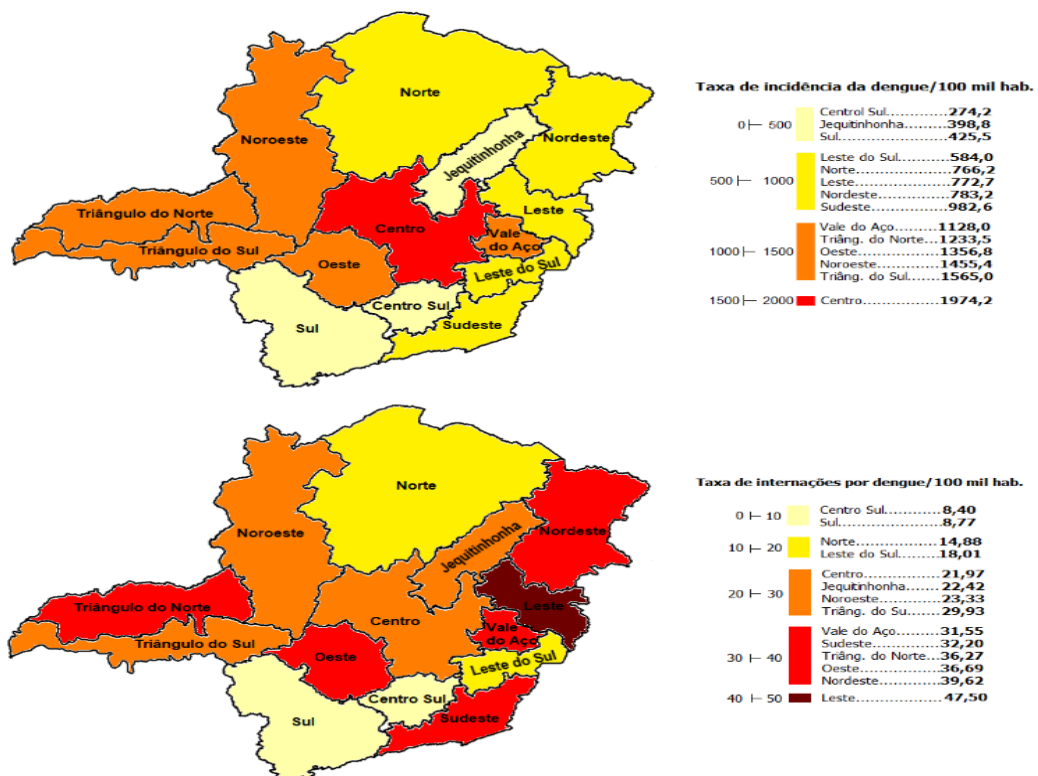 Norte
Noroeste
Nordeste
Jequitinhonha
Triângulo do Norte
Leste
Centro
Vale
do Aço
Triângulo do Sul
Oeste
Leste do Sul
Centro Sul
Sul
Sudeste
Taxa de incidência da dengue/100 mil hab.
0 ⊢ 500
Centrol Sul..............274,2
Jequitinhonha.........398,8
Sul.........................425,5
500 ⊢ 1000
Leste do Sul............584,0
Norte......................766,2
Leste......................772,7
Nordeste................783,2
Sudeste..................982,6
1000 ⊢ 1500
Vale do Aço...........1128,0
Triâng. do Norte....1233,5
Oeste...................1356,8
Noroeste..............1455,4
Triâng. do Sul.......1565,0
1500 ⊢ 2000
Centro.................1974,2
Norte
Nordeste
Noroeste
Jequitinhonha
Triângulo do Norte
Leste
Centro
Vale
do Aço
Triângulo do Sul
Oeste
Leste do Sul
Centro Sul
Sul
Sudeste
Taxa de internações por dengue/100 mil hab.
0 ⊢ 10
Centro Sul...............8,40
Sul..........................8,77
10 ⊢ 20
Norte.....................14,88
Leste do Sul...........18,01
20 ⊢ 30
Centro...................21,97
Jequitinhonha........22,42
Noroeste...............23,33
Triâng. do Su.........29,93
30 ⊢ 40
Vale do Aço...........31,55
Sudeste.................32,20
Triâng. do Norte....36,27
Oeste....................36,69
Nordeste...............39,62
40 ⊢ 50
Leste.....................47,50